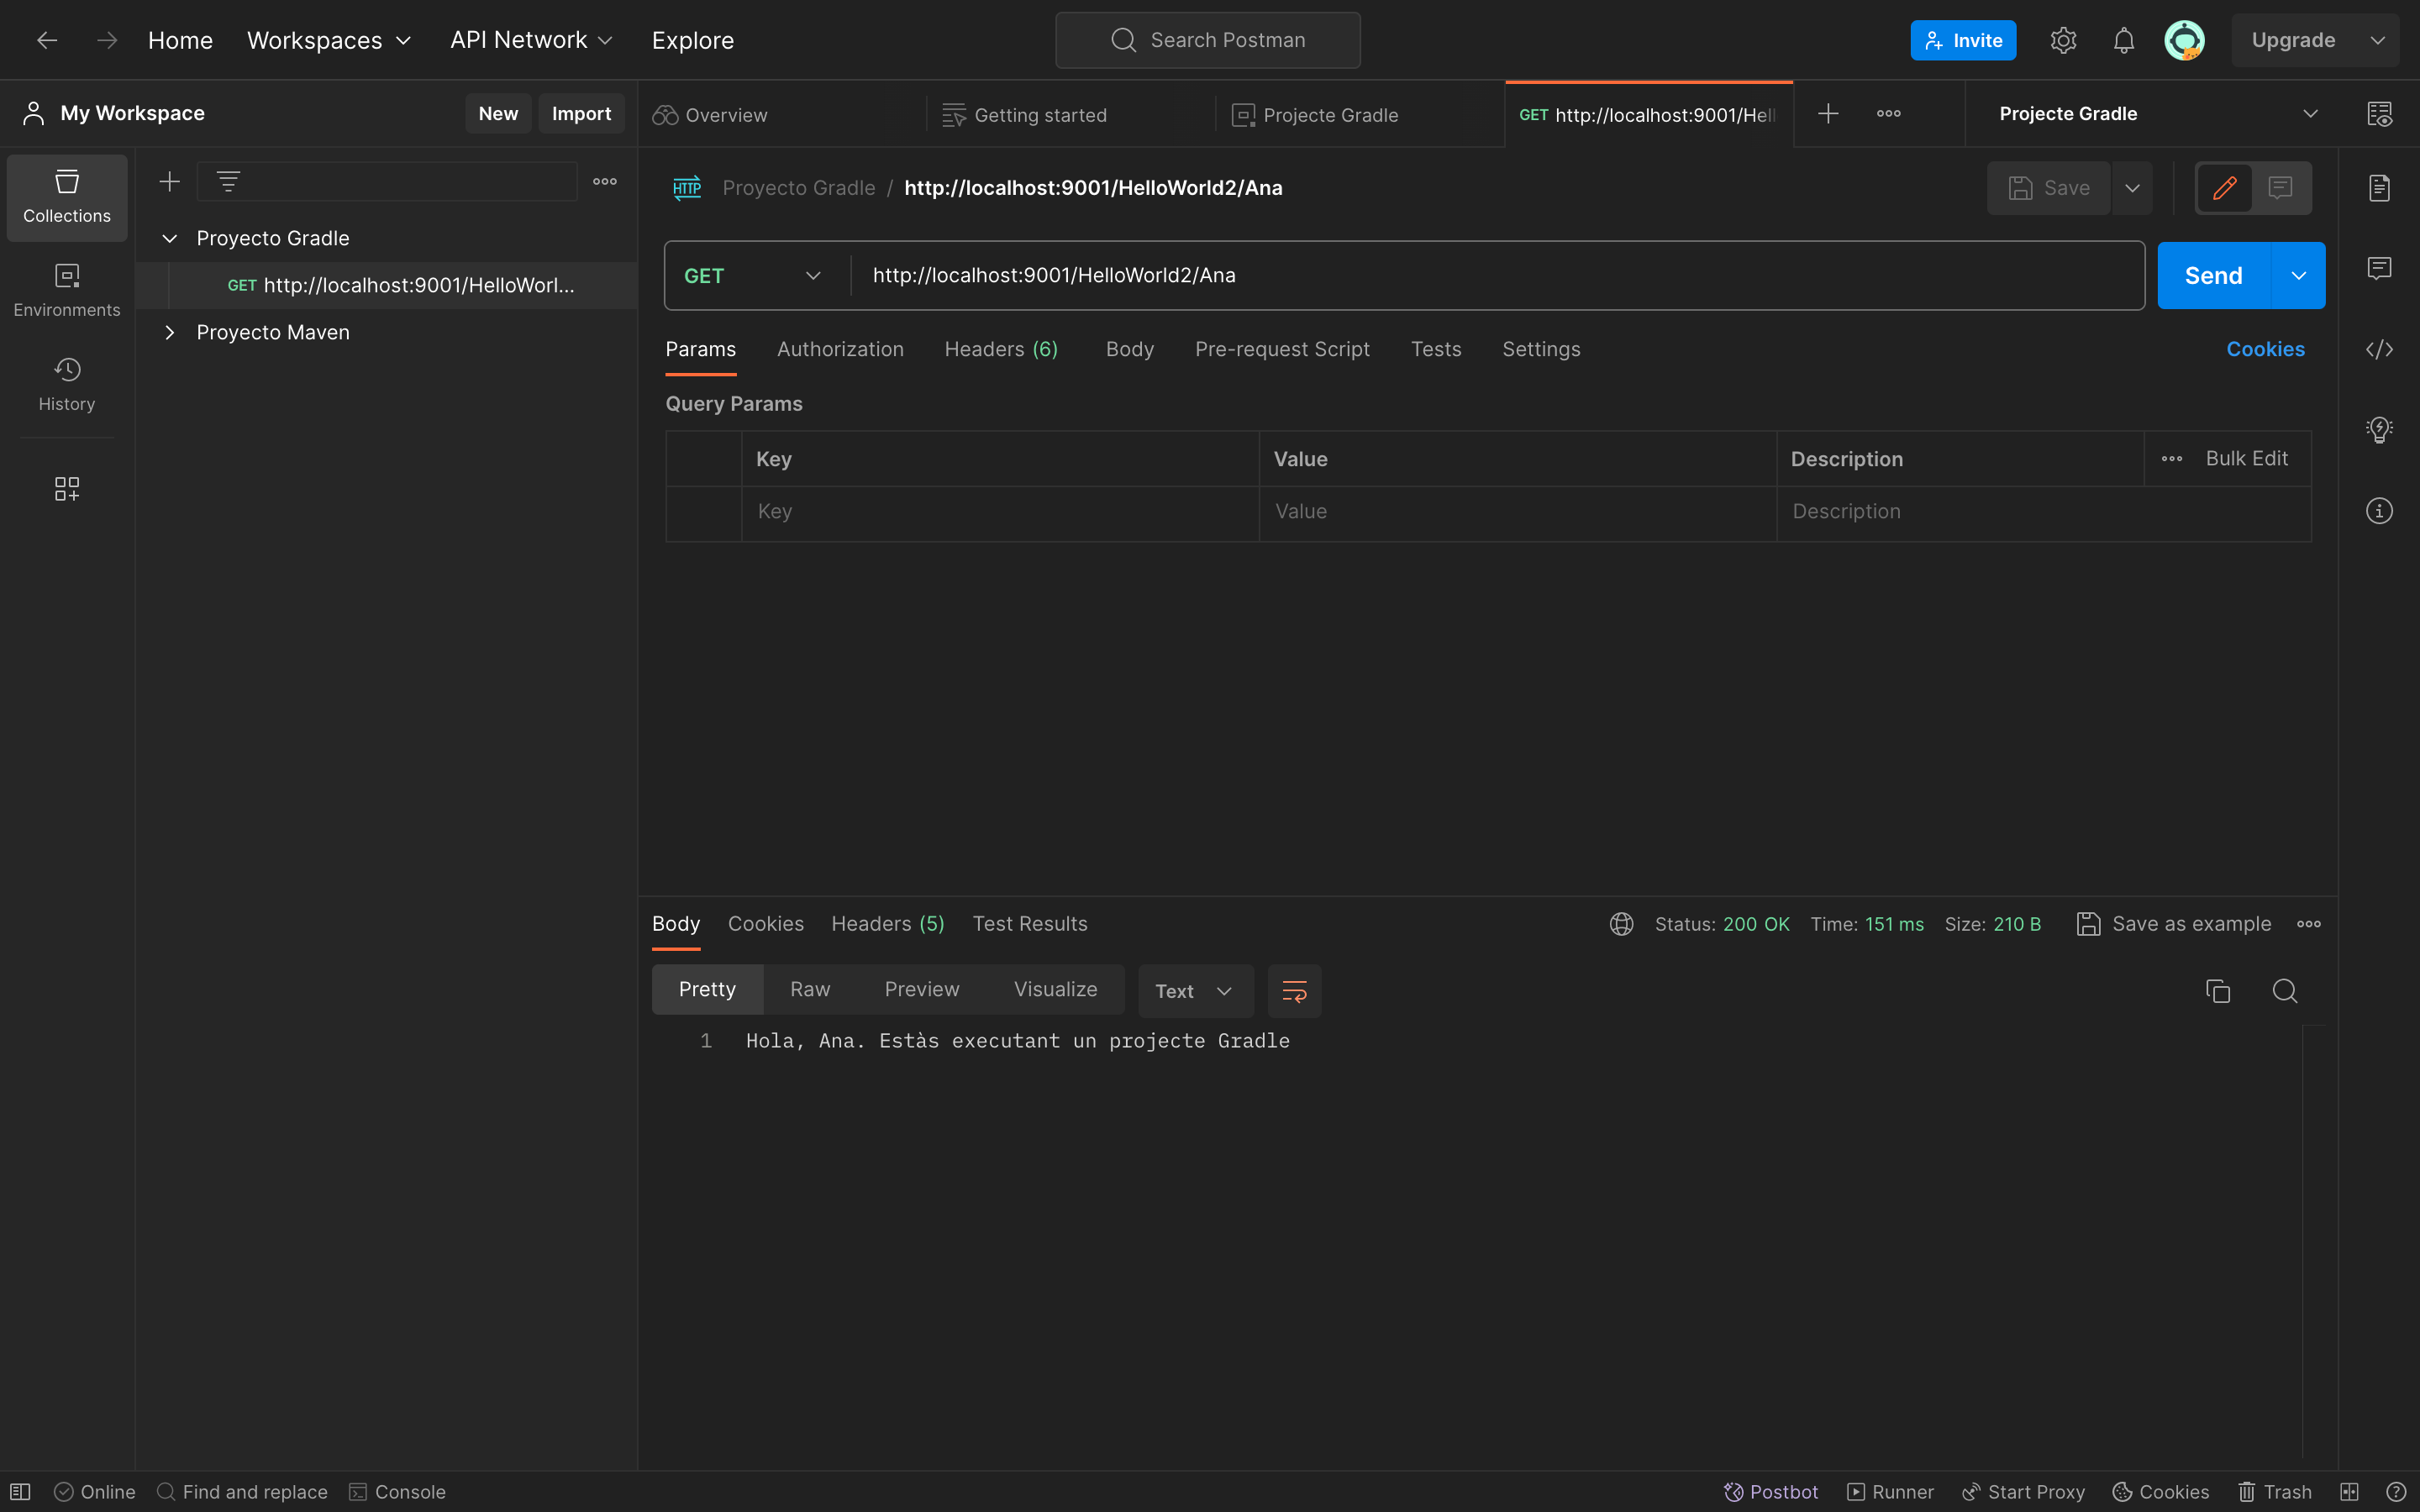 Home Workspaces API Network Explore Search Postman Invite Upgrade
My Workspace New Import Overview Getting started Projecte Gradle GET http://localhost:9001/Hell Projecte Gradle
Collections
Environments
History
Proyecto Gradle
GET http://localhost:9001/HelloWorl...
Proyecto Maven
HTTP Proyecto Gradle / http://localhost:9001/HelloWorld2/Ana Save
GET http://localhost:9001/HelloWorld2/Ana Send
Params Authorization Headers (6) Body Pre-request Script Tests Settings Cookies
Query Params
Key Value Description Bulk Edit
Key Value Description
Body Cookies Headers (5) Test Results Status: 200 OK Time: 151 ms Size: 210 B Save as example
Pretty Raw Preview Visualize Text
1 Hola, Ana. Estàs executant un projecte Gradle
Online Find and replace Console Postbot Runner Start Proxy Cookies Trash